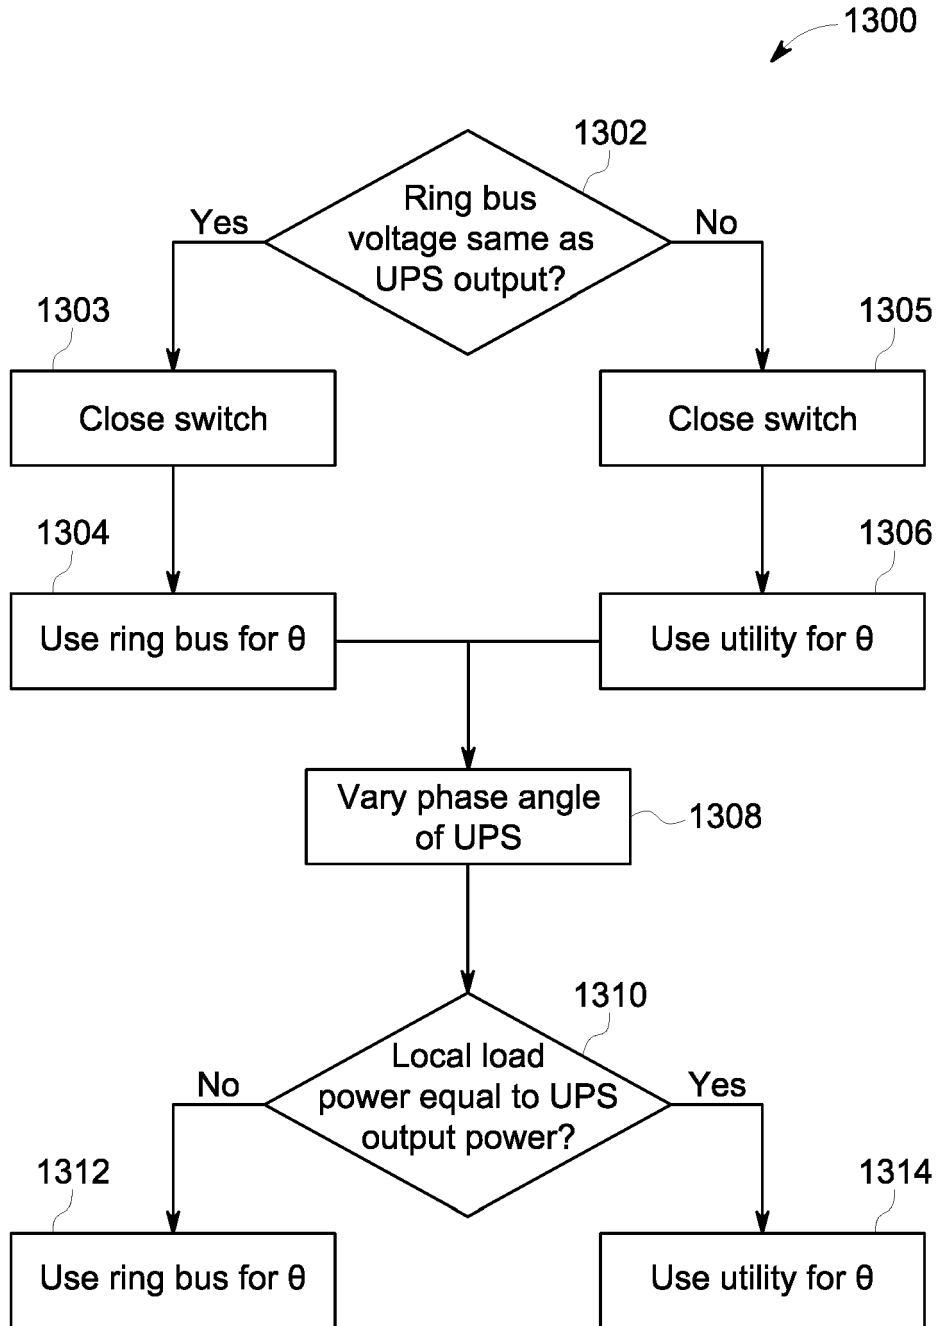 1300
1302
Ring bus
voltage same as
UPS output?
Yes
No
1303
1305
Close switch
Close switch
1304
1306
Use ring bus for θ
Use utility for θ
Vary phase angle
of UPS
1308
1310
Local load
power equal to UPS
output power?
No
Yes
1312
1314
Use ring bus for θ
Use utility for θ